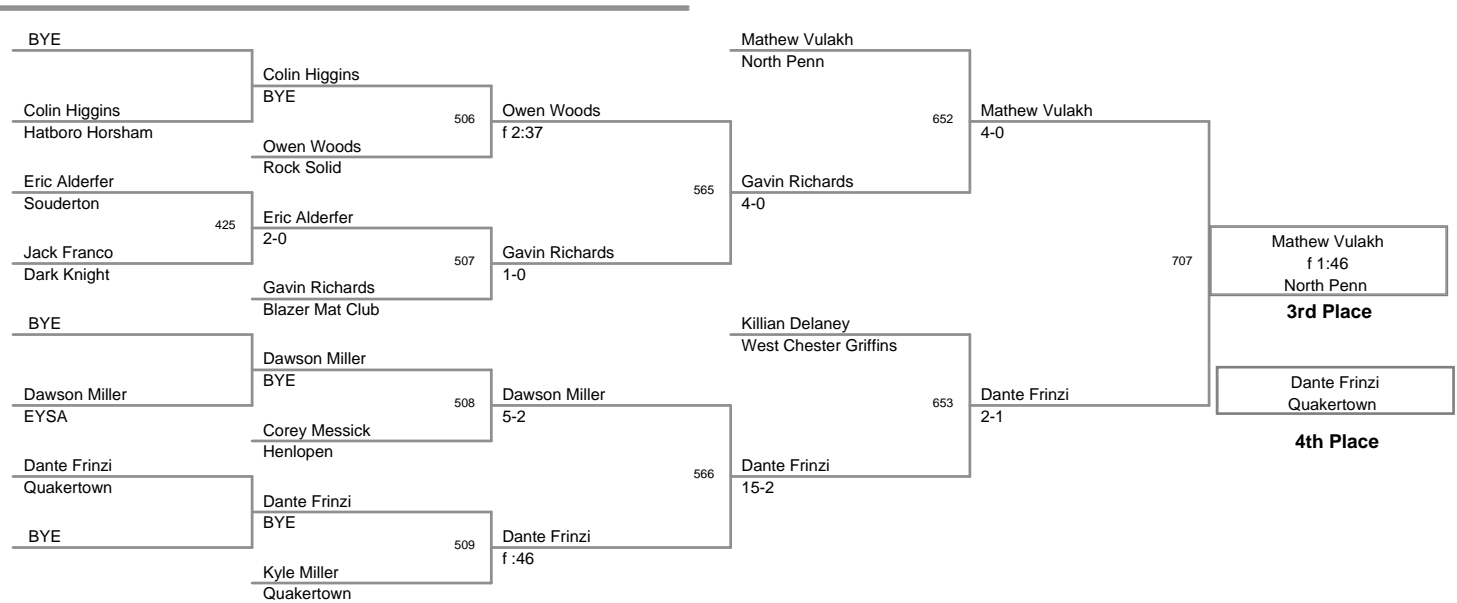 BYE
Colin Higgins
Hatboro Horsham
Eric Alderfer
Souderton
425
Jack Franco
Dark Knight
BYE
Dawson Miller
EYSA
Dante Frinzi
Quakertown
BYE
Colin Higgins
BYE
506
Owen Woods
Rock Solid
Eric Alderfer
2-0
507
Gavin Richards
Blazer Mat Club
Dawson Miller
BYE
508
Corey Messick
Henlopen
Dante Frinzi
BYE
509
Kyle Miller
Quakertown
Owen Woods
f 2:37
565
Gavin Richards
1-0
Dawson Miller
5-2
566
Dante Frinzi
f :46
Mathew Vulakh
North Penn
652
Gavin Richards
4-0
Killian Delaney
West Chester Griffins
653
Dante Frinzi
15-2
Mathew Vulakh
4-0
707
Dante Frinzi
2-1
Mathew Vulakh
f 1:46
North Penn
3rd Place
Dante Frinzi
Quakertown
4th Place